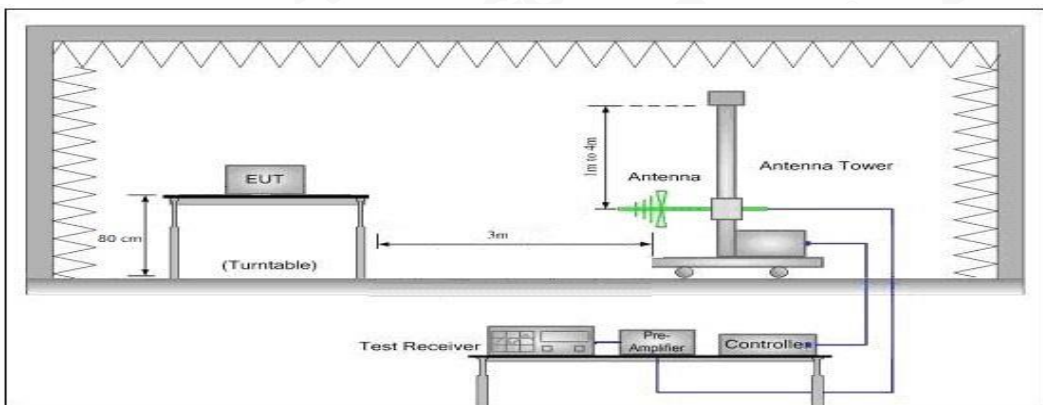 1m to 4m
Antenna Tower
Antenna
EUT
80 cm
3m
(Turntable)
Test Receiver
Pre-
Amplifier
Controller